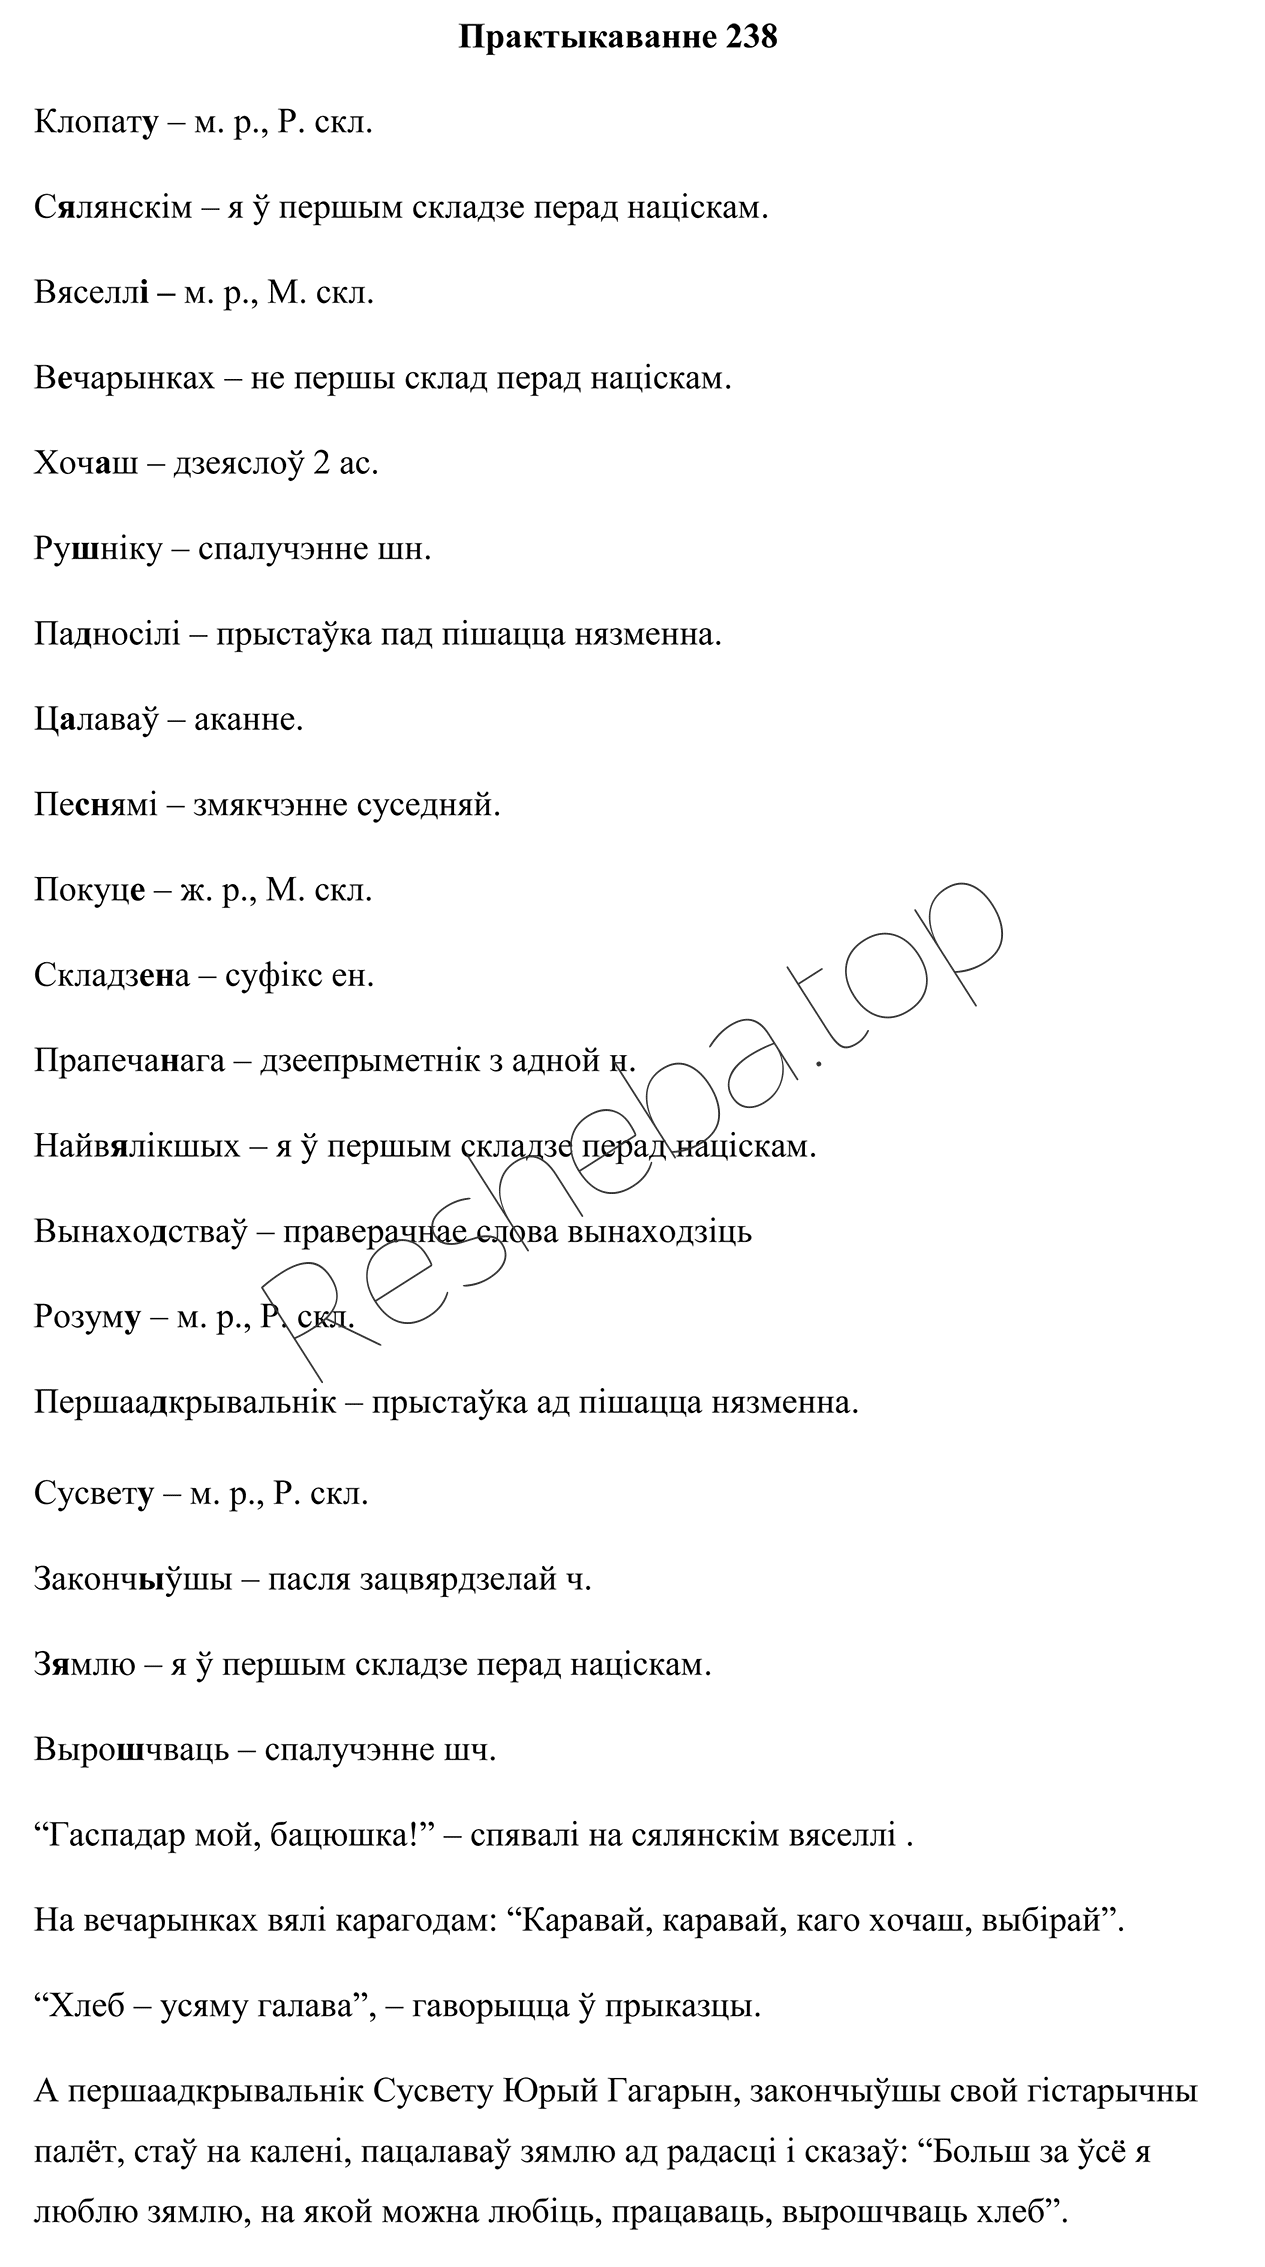 Практыкаванне 238
Клопату – м. р., Р. скл.
Сялянскім – я ў першым складзе перад націскам.
Вяселлі – м. р., М. скл.
Вечарынках – не першы склад перад націскам.
Хочаш – дзеяслоў 2 ас.
Рушніку – спалучэнне шн.
Падносілі – прыстаўка пад пішацца нязменна.
Цалаваў – аканне.
Песнямі – змякчэнне суседняй.
Покуце – ж. р., М. скл.
Складзена – суфікс ен.
Прапечанага – дзеепрыметнік з адной н.
Найвялікшых – я ў першым складзе перад націскам.
Вынаходстваў – праверачнае слова вынаходзіць
Розуму – м. р., Р. скл.
Першаадкрывальнік – прыстаўка ад пішацца нязменна.
Сусвету – м. р., Р. скл.
Закончыўшы – пасля зацвярдзелай ч.
Зямлю – я ў першым складзе перад націскам.
Вырошчваць – спалучэнне шч.
“Гаспадар мой, бацюшка!” – спявалі на сялянскім вяселлі .
На вечарынках вялі карагодам: “Каравай, каравай, каго хочаш, выбірай”.
“Хлеб – усяму галава”, – гаворыцца ў прыказцы.
А першаадкрывальнік Сусвету Юрый Гагарын, закончыўшы свой гістарычны
палёт, стаў на калені, пацалаваў зямлю ад радасці і сказаў: “Больш за ўсё я
люблю зямлю, на якой можна любіць, працаваць, вырошчваць хлеб”.
Resheba.top